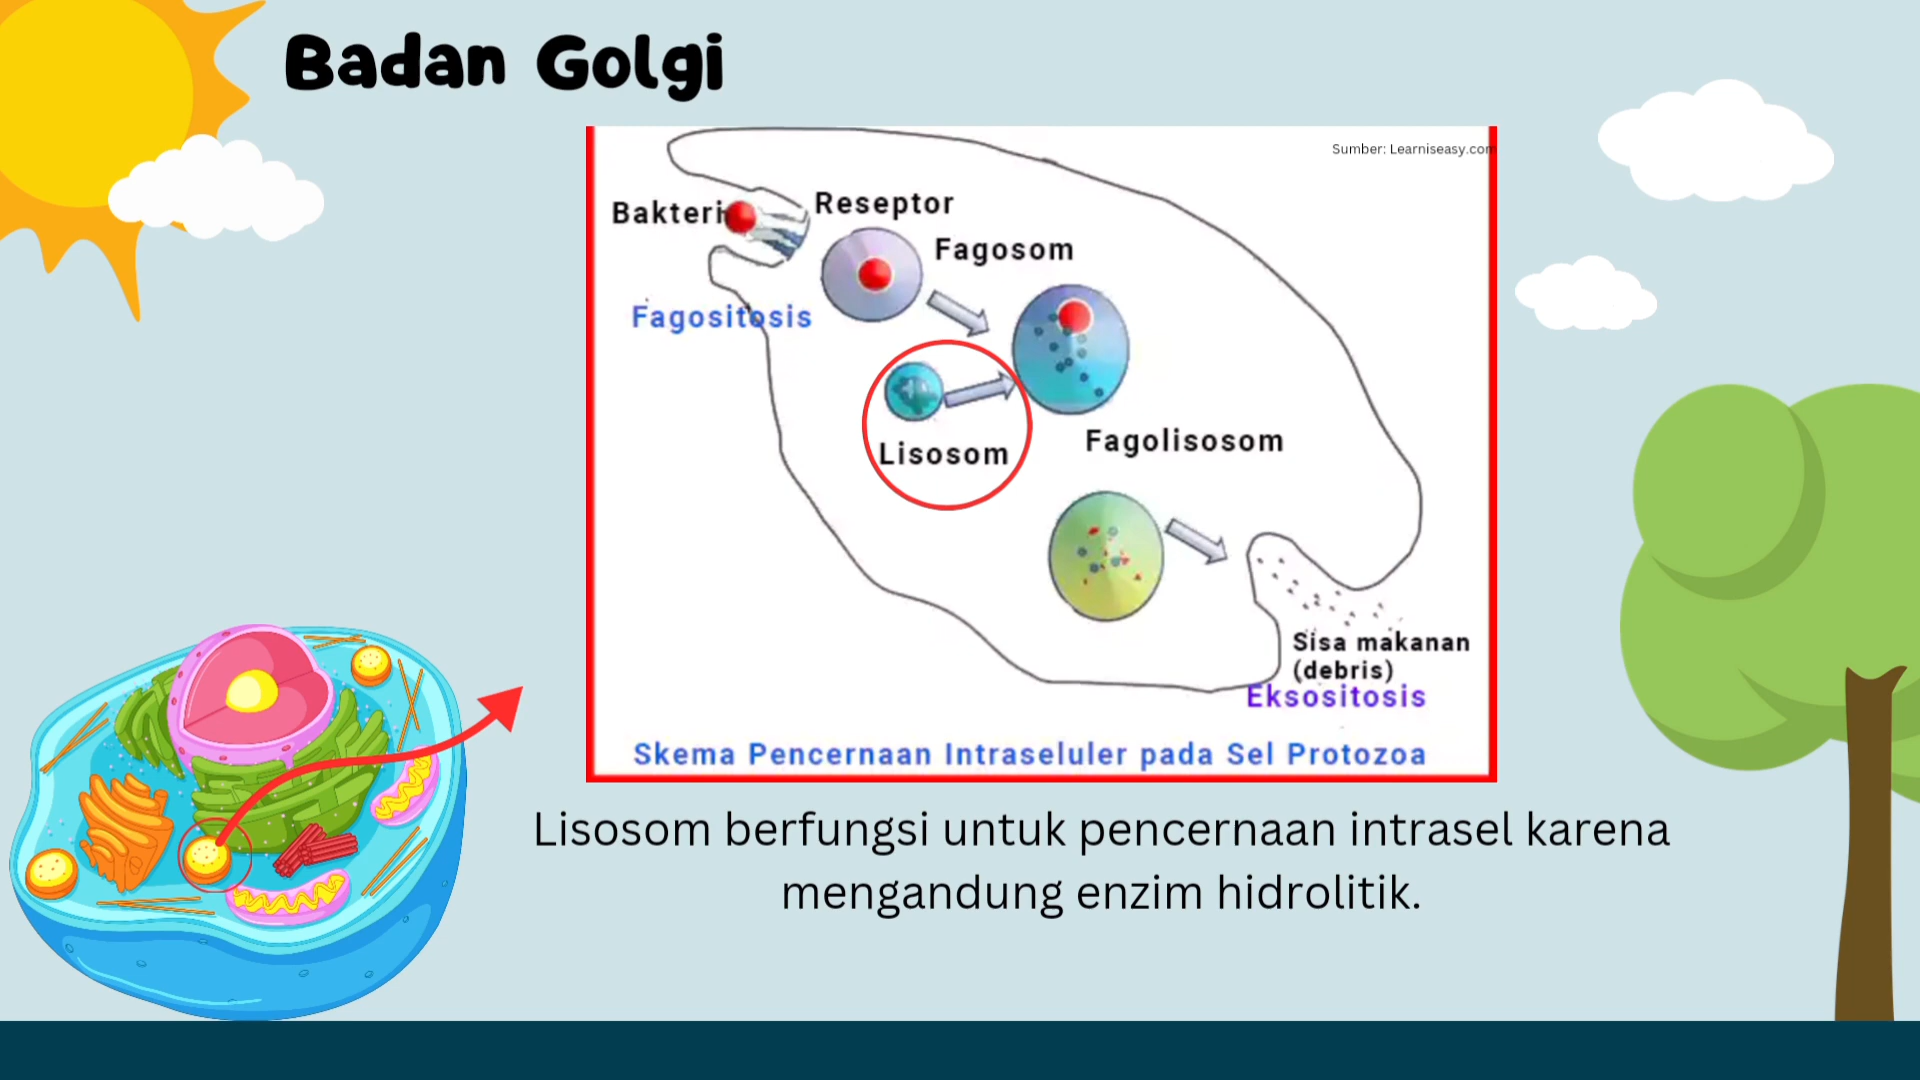 Badan Golgi
Sumber: Learniseasy.com
Bakteri
Reseptor
Fagosom
Fagositosis
Lisosom
Fagolisosom
Sisa makanan
(debris)
Eksositosis
Skema Pencernaan Intraseluler pada Sel Protozoa
Lisosom berfungsi untuk pencernaan intrasel karena
mengandung enzim hidrolitik.